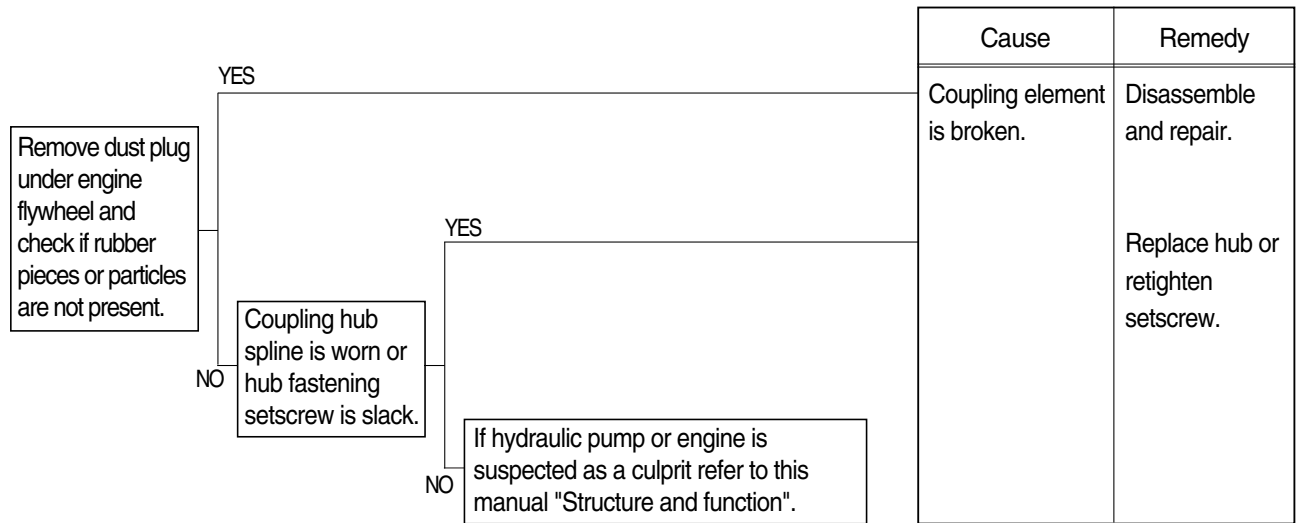 Cause
Remedy
YES
Coupling element
is broken.
Disassemble
and repair.
Remove dust plug
under engine
flywheel and
check if rubber
pieces or particles
are not present.
YES
Replace hub or
retighten
setscrew.
NO
Coupling hub
spline is worn or
hub fastening
setscrew is slack.
NO
If hydraulic pump or engine is
suspected as a culprit refer to this
manual "Structure and function".